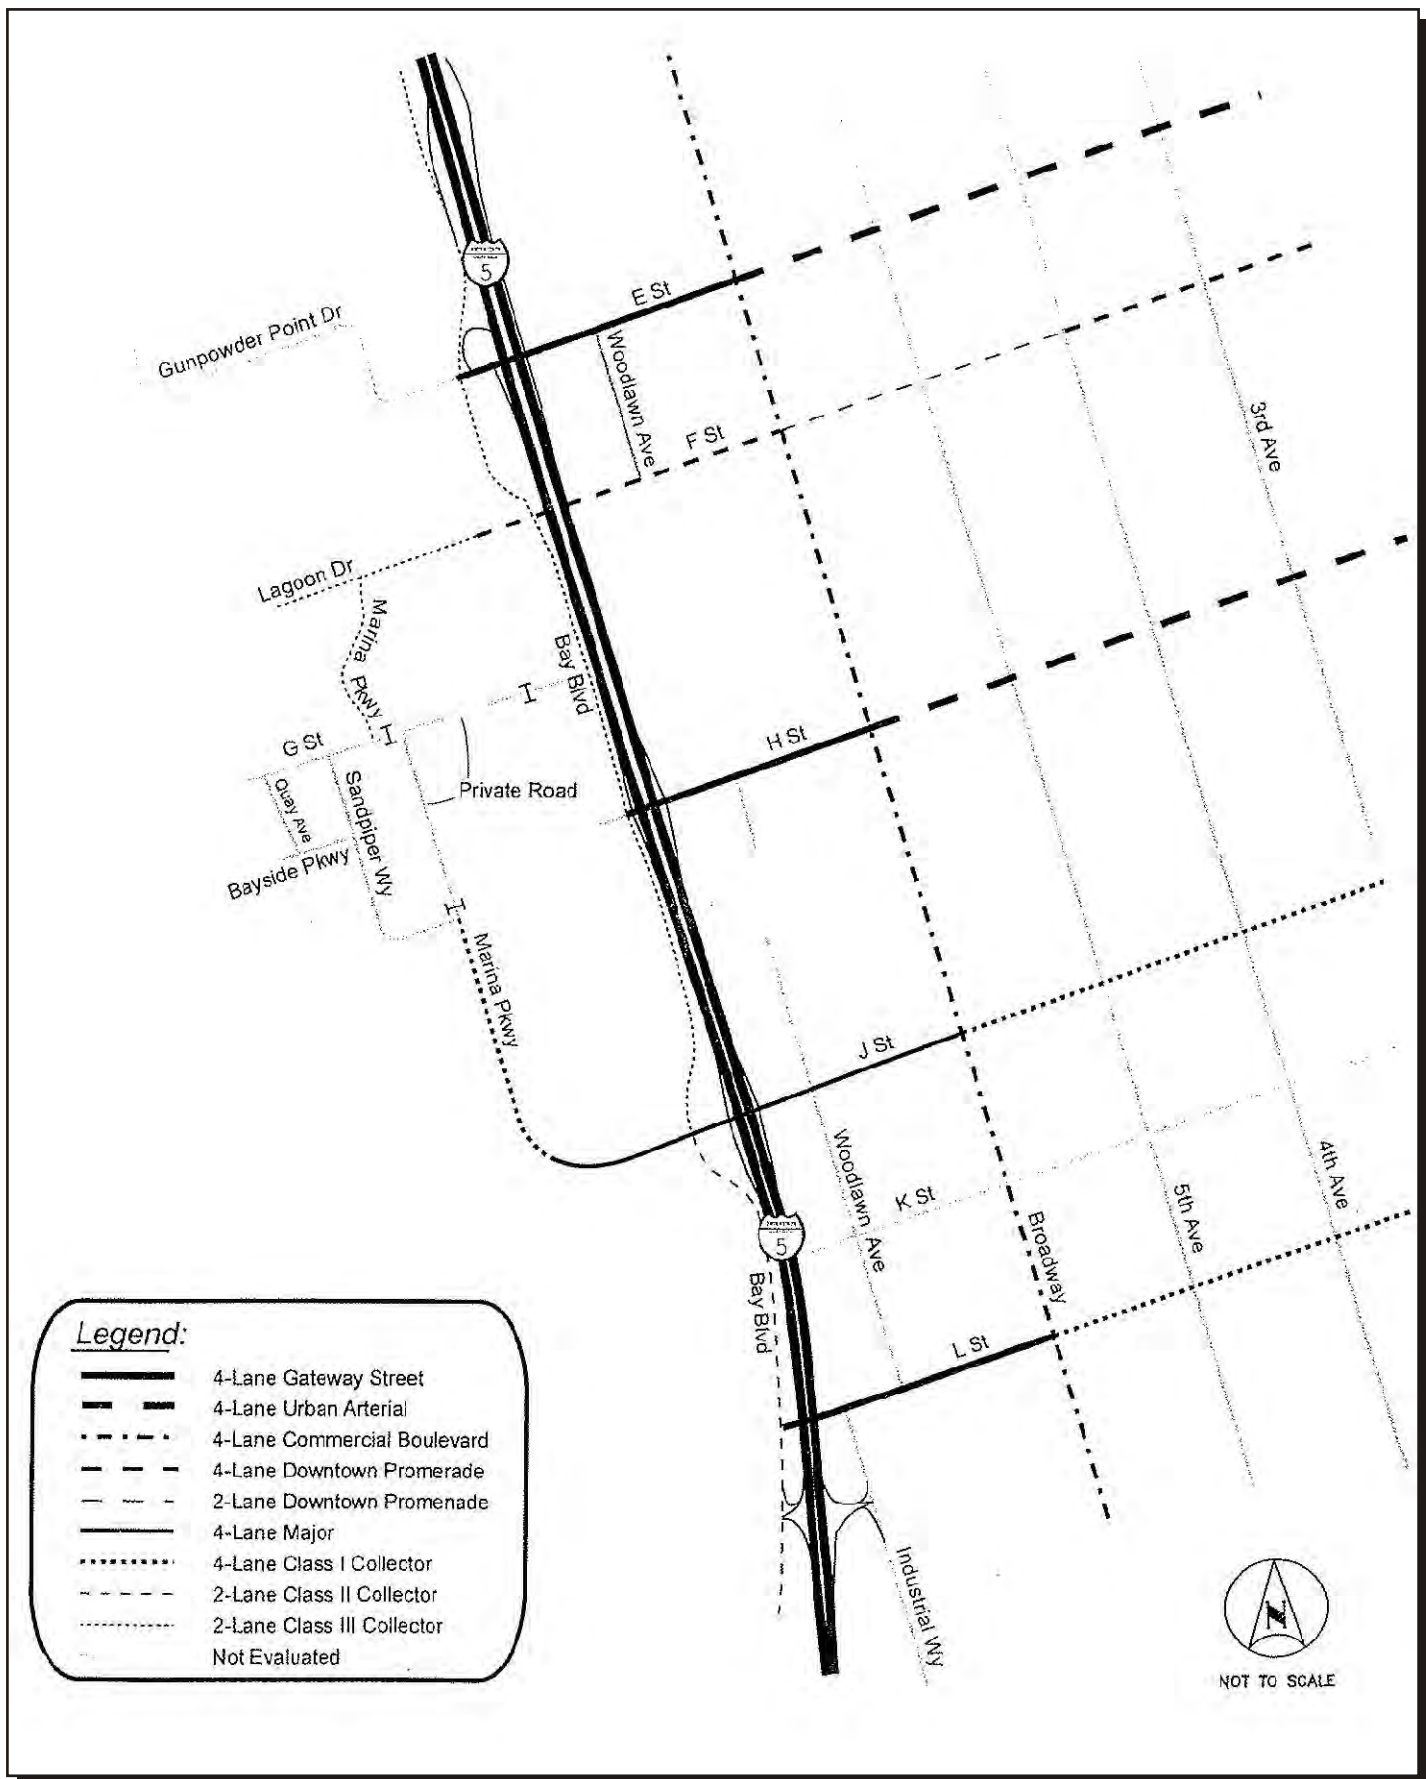 5
E St
Gunpowder Point Dr
Woodlawn Ave
F St
3rd Ave
Lagoon Dr
Marina Pkwy
Bay Blvd
H St
G St
Private Road
Quay Ave
Sandpiper Wy
Bayside Pkwy
Marina Pkwy
J St
Woodlawn Ave
K St
4th Ave
5th Ave
Broadway
5
Bay Blvd
L St
Industrial Wy
Legend:
4-Lane Gateway Street
4-Lane Urban Arterial
4-Lane Commercial Boulevard
4-Lane Downtown Promerade
2-Lane Downtown Promenade
4-Lane Major
4-Lane Class I Collector
2-Lane Class II Collector
2-Lane Class III Collector
Not Evaluated
N
NOT TO SCALE